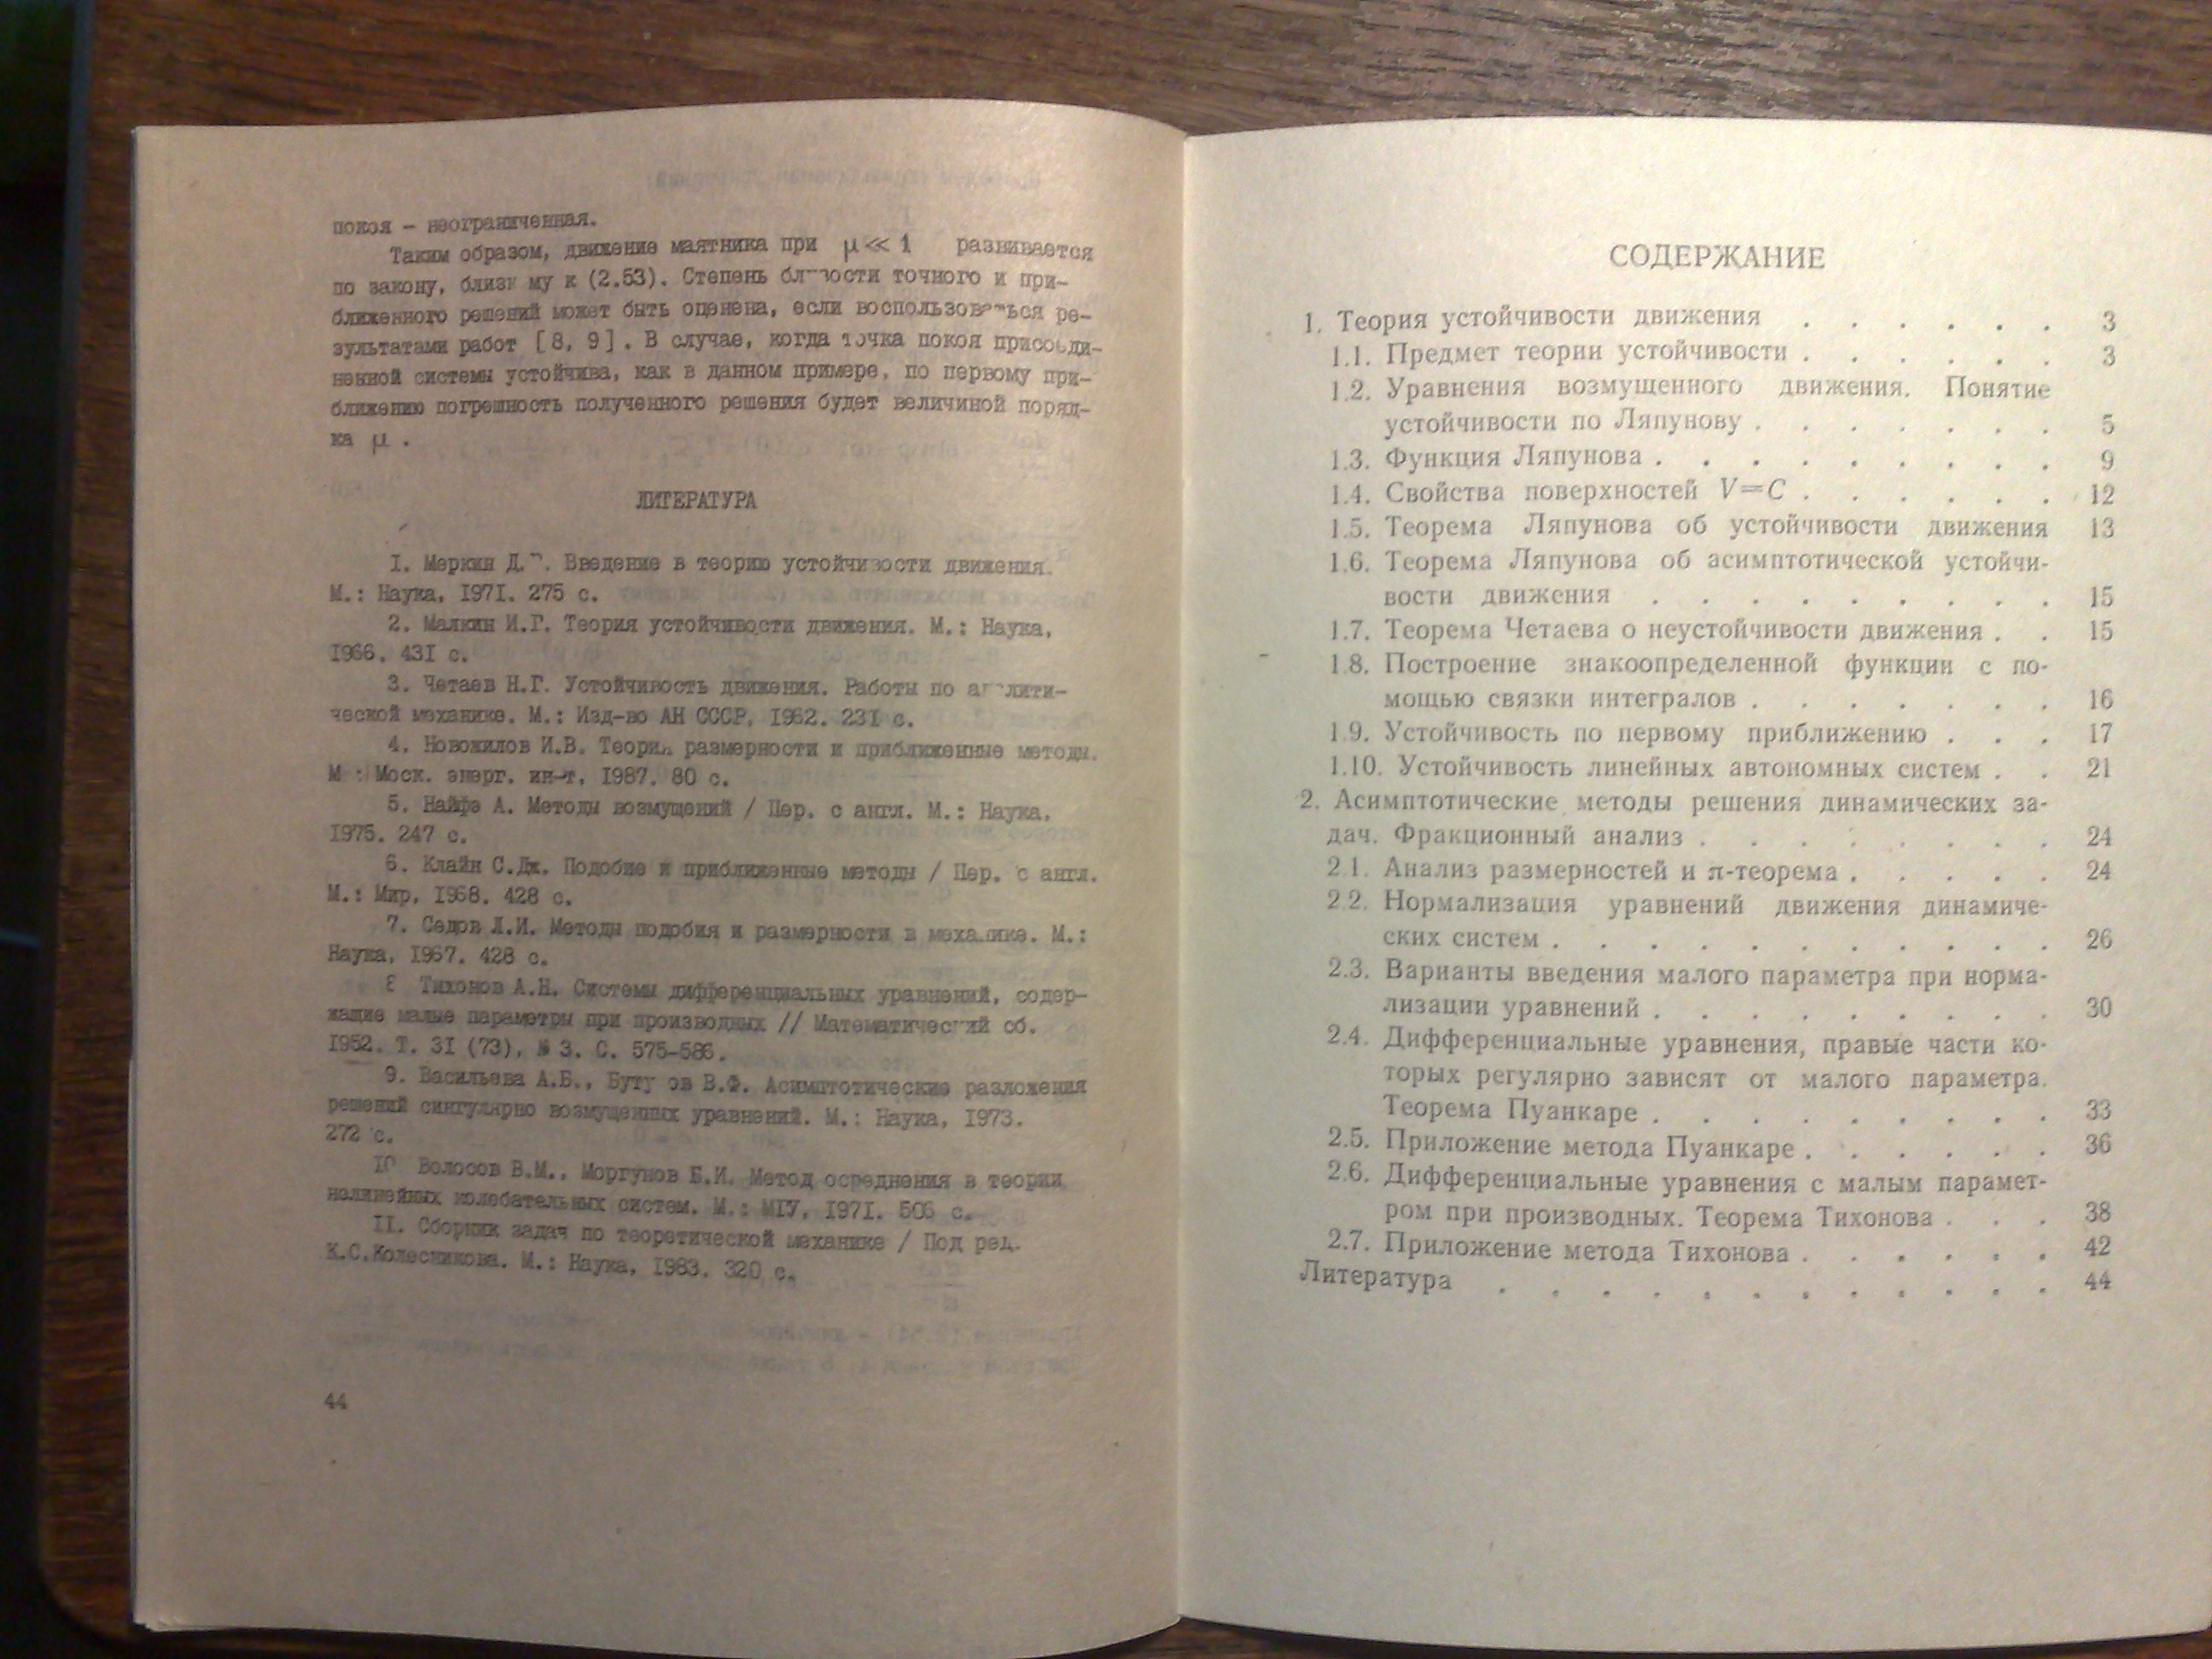 покоя - неограниченная.
Таким образом, движение маятника при μ ≪ 1 развивается
по закону, близк му к (2.53). Степень бл зости точного и при-
ближенного решений может быть оценена, если воспользов ться ре-
зультатами работ [8, 9]. В случае, когда точка покоя присоеди-
ненной системы устойчива, как в данном примере, по первому при-
ближению погрешность полученного решения будет величиной поряд-
ка μ .
ЛИТЕРАТУРА
1. Меркин Д. . Введение в теорию устойчивости движения.
М.: Наука, 1971. 275 с.
2. Малкин И.Г. Теория устойчивости движения. М.: Наука,
1966. 431 с.
3. Четаев Н.Г. Устойчивость движения. Работы по а лити-
ческой механике. М.: Изд-во АН СССР, 1962. 231 с.
4. Новожилов И.В. Теория размерности и приближенные методы.
М : Моск. энерг. ин-т, 1987. 80 с.
5. Найфэ А. Методы возмущений / Пер. с англ. М.: Наука,
1975. 247 с.
6. Клайн С.Дж. Подобие и приближенные методы / Пер. с англ.
М.: Мир, 1968. 428 с.
7. Седов Л.И. Методы подобия и размерности в механике. М.:
Наука, 1967. 428 с.
8 Тихонов А.Н. Системы дифференциальных уравнений, содер-
жащие малые параметры при производных // Математический сб.
1952. Т. 31 (73), № 3. С. 575-586.
9. Васильева А.Б., Бутузов В.Ф. Асимптотические разложения
решений сингулярно возмущенных уравнений. М.: Наука, 1973.
272 с.
10 Волосов В.М., Моргунов Б.И. Метод осреднения в теории
нелинейных колебательных систем. М.: МГУ, 1971. 506 с.
11. Сборник задач по теоретической механике / Под ред.
К.С.Колесникова. М.: Наука, 1983. 320 с.
44
СОДЕРЖАНИЕ
1. Теория устойчивости движения . . . . . . 3
1.1. Предмет теории устойчивости . . . . . . 3
1.2. Уравнения возмущенного движения. Понятие
устойчивости по Ляпунову . . . . . . . 5
1.3. Функция Ляпунова . . . . . . . . . 9
1.4. Свойства поверхностей V=C . . . . . . 12
1.5. Теорема Ляпунова об устойчивости движения 13
1.6. Теорема Ляпунова об асимптотической устойчи-
вости движения . . . . . . . . . 15
1.7. Теорема Четаева о неустойчивости движения . . 15
1.8. Построение знакоопределенной функции с по-
мощью связки интегралов . . . . . . . 16
1.9. Устойчивость по первому приближению . . . 17
1.10. Устойчивость линейных автономных систем . . 21
2. Асимптотические методы решения динамических за-
дач. Фракционный анализ . . . . . . . . 24
2.1. Анализ размерностей и π-теорема . . . . . 24
2.2. Нормализация уравнений движения динамиче-
ских систем . . . . . . . . . . . 26
2.3. Варианты введения малого параметра при норма-
лизации уравнений . . . . . . . . . 30
2.4. Дифференциальные уравнения, правые части ко-
торых регулярно зависят от малого параметра.
Теорема Пуанкаре . . . . . . . . . 33
2.5. Приложение метода Пуанкаре . . . . . . 36
2.6. Дифференциальные уравнения с малым парамет-
ром при производных. Теорема Тихонова . . . 38
2.7. Приложение метода Тихонова . . . . . . 42
Литература . . . . . . . . . . . . 44